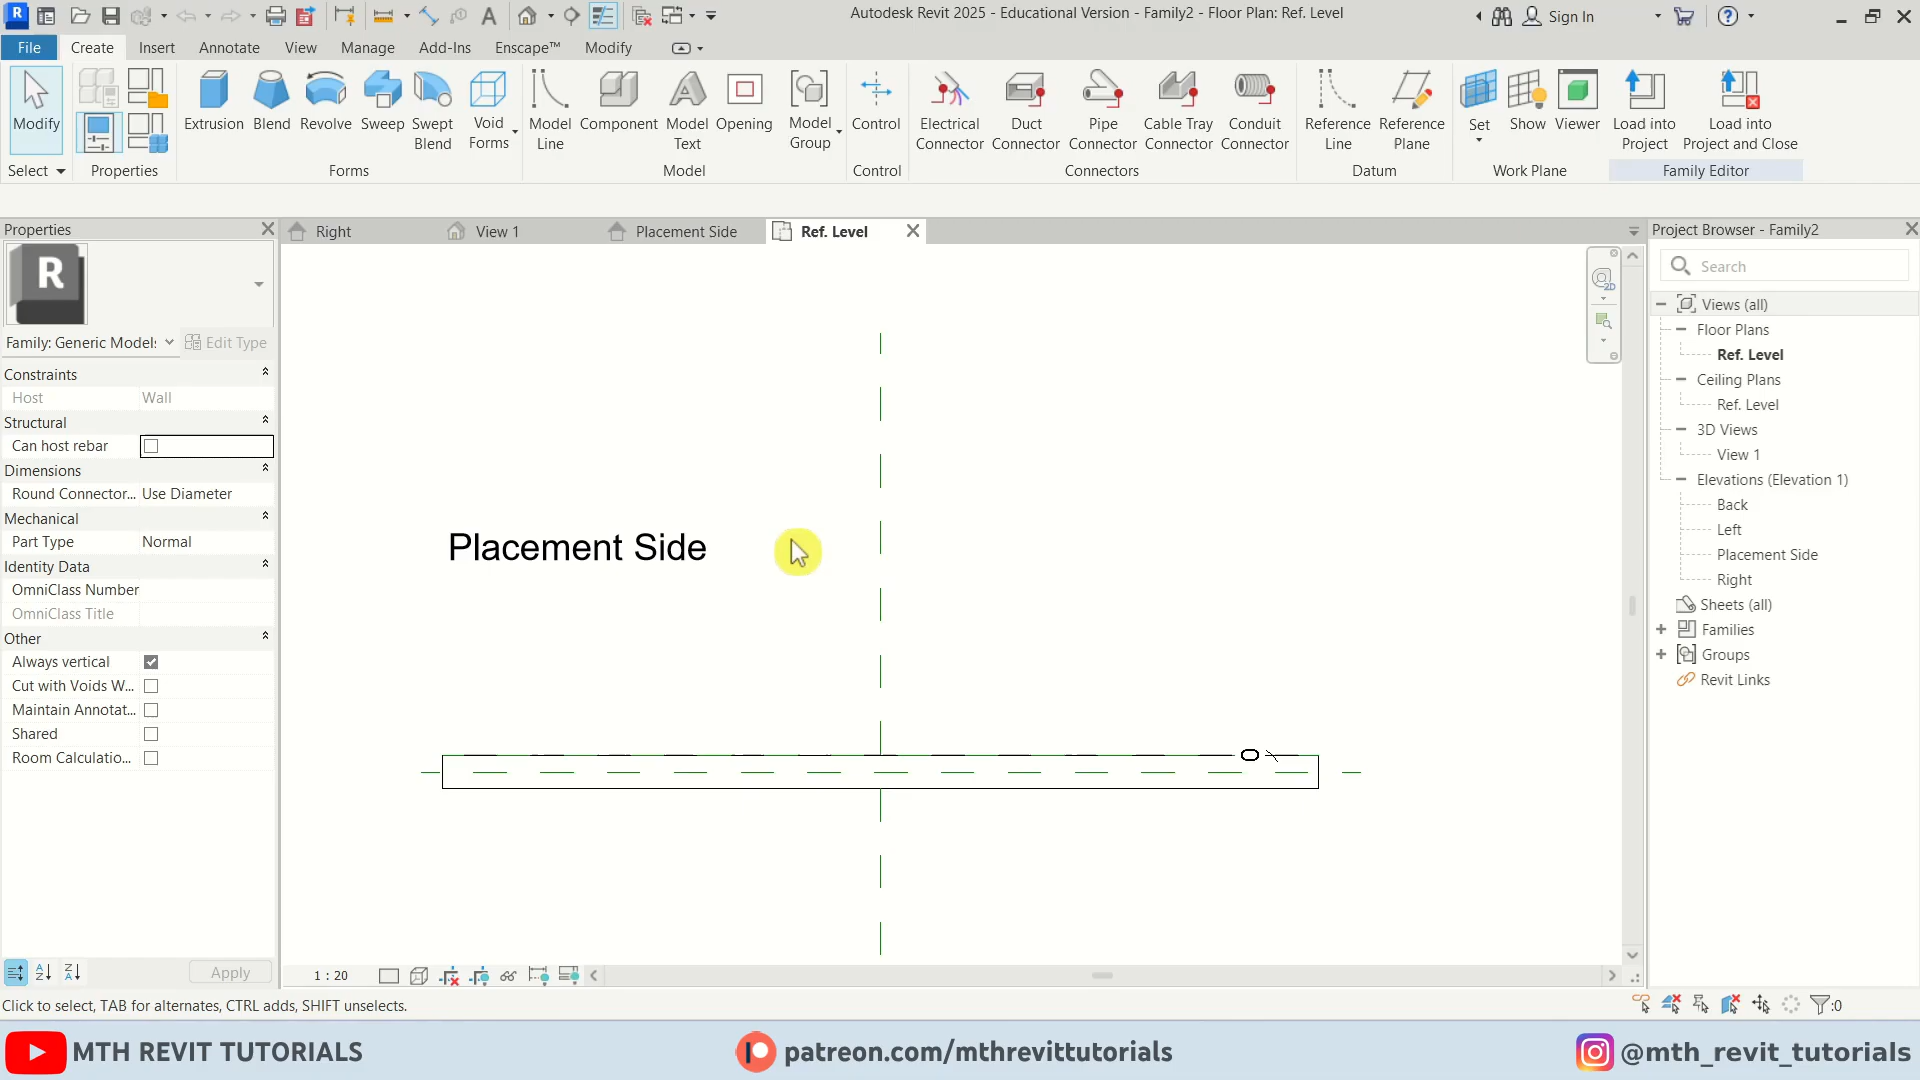 Autodesk Revit 2025 - Educational Version - Family2 - Floor Plan: Ref. Level
Sign In
File Create Insert Annotate View Manage Add-Ins Enscape™ Modify
Modify
Extrusion Blend Revolve Sweep Swept Blend Void Forms
Model Line Component Model Text Opening Model Group
Control
Electrical Connector Duct Connector Pipe Connector Cable Tray Connector Conduit Connector
Reference Line Reference Plane
Set Show Viewer
Load into Project Load into Project and Close
Select Properties Forms Model Control Connectors Datum Work Plane Family Editor
Properties
R
Family: Generic Models Edit Type
Constraints
Host Wall
Structural
Can host rebar
Dimensions
Round Connector... Use Diameter
Mechanical
Part Type Normal
Identity Data
OmniClass Number
OmniClass Title
Other
Always vertical
Cut with Voids W...
Maintain Annotat...
Shared
Room Calculatio...
Apply
Right View 1 Placement Side Ref. Level
Placement Side
1 : 20
Project Browser - Family2
Search
Views (all)
Floor Plans
Ref. Level
Ceiling Plans
Ref. Level
3D Views
View 1
Elevations (Elevation 1)
Back
Left
Placement Side
Right
Sheets (all)
Families
Groups
Revit Links
Click to select, TAB for alternates, CTRL adds, SHIFT unselects.
:0
MTH REVIT TUTORIALS
patreon.com/mthrevittutorials
@mth_revit_tutorials